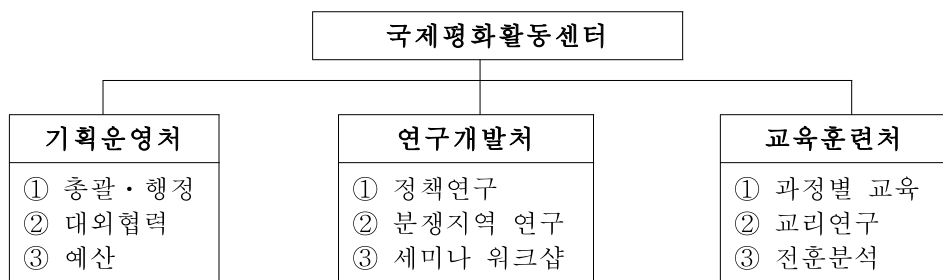 국제평화활동센터
기획운영처
① 총괄・행정
② 대외협력
③ 예산
연구개발처
① 정책연구
② 분쟁지역 연구
③ 세미나 워크샵
교육훈련처
① 과정별 교육
② 교리연구
③ 전훈분석